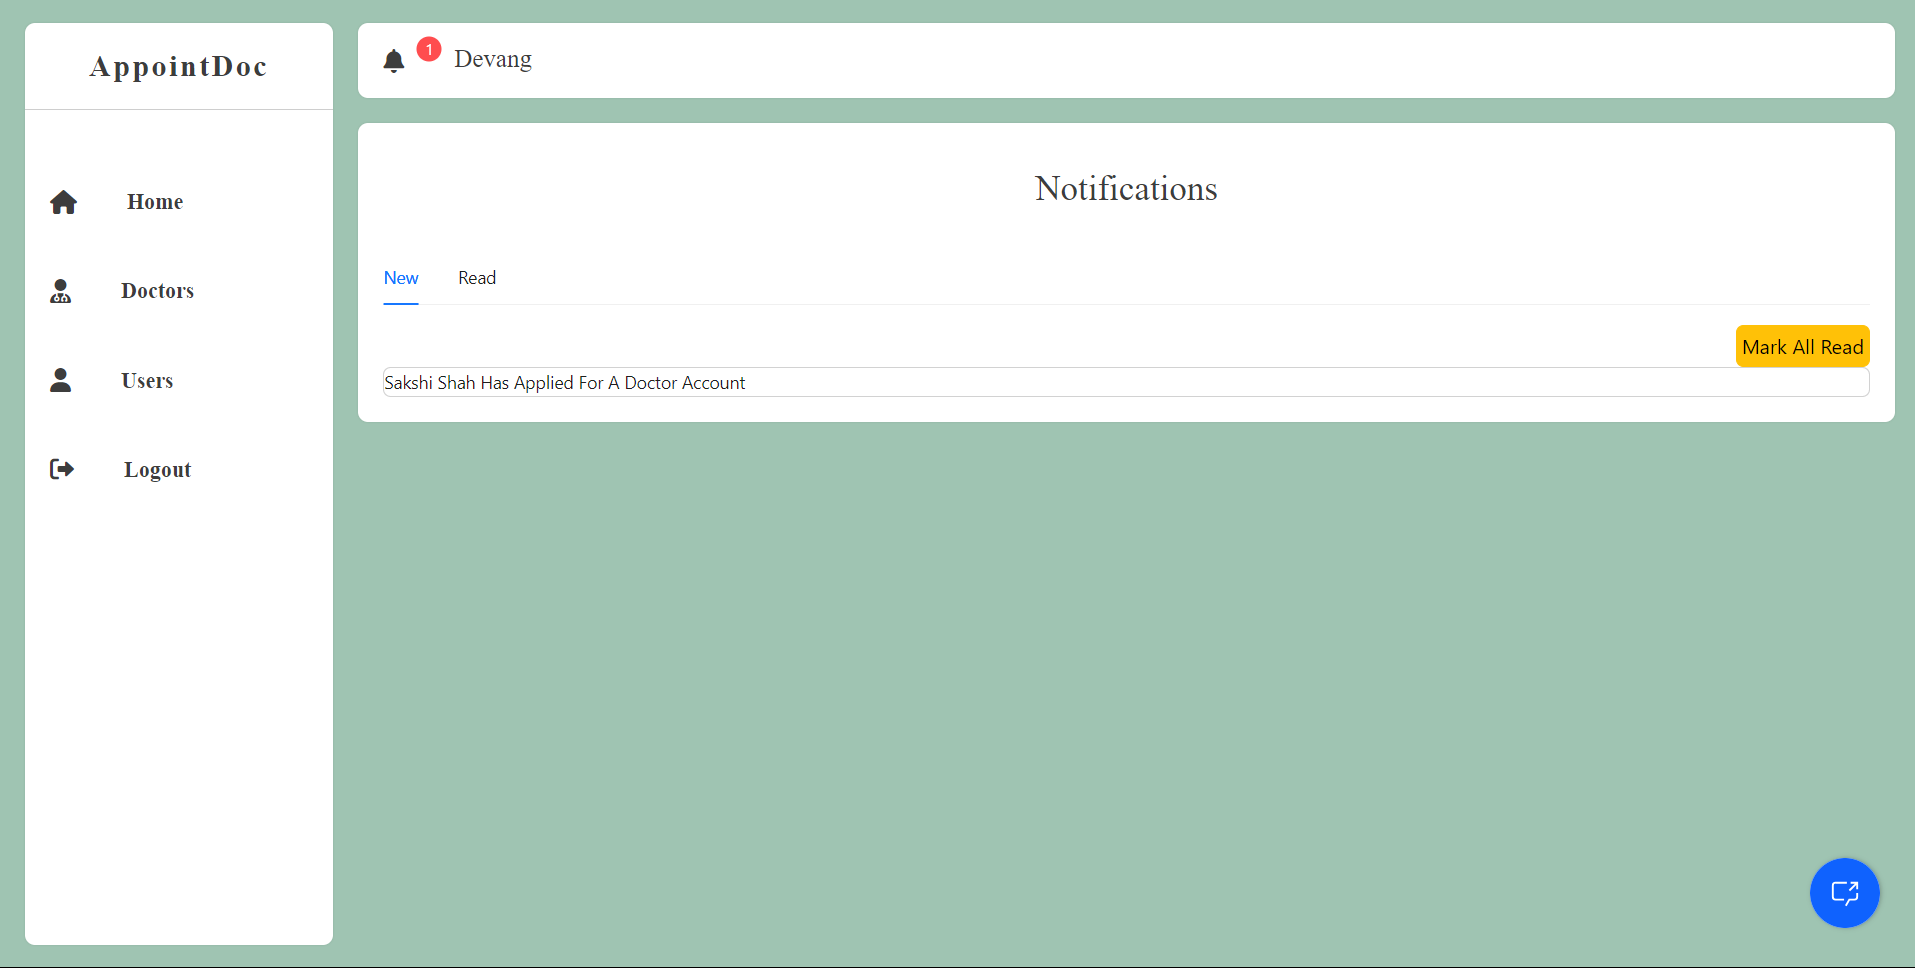 AppointDoc
Home
Doctors
Users
Logout
1 Devang
Notifications
New Read
Mark All Read
Sakshi Shah Has Applied For A Doctor Account